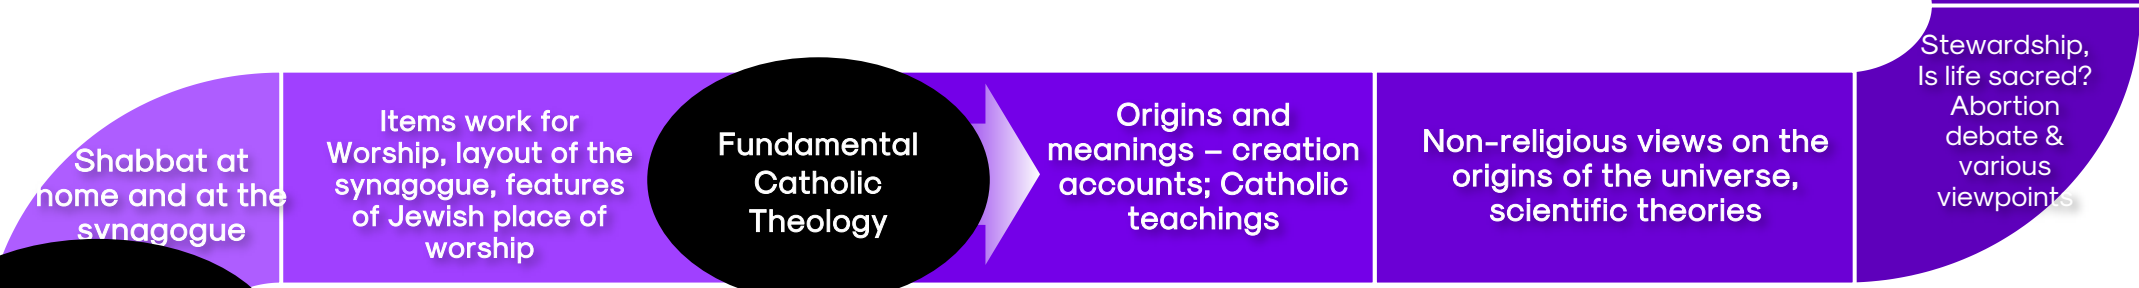 Shabbat at
home and at the
synagogue
Items work for
Worship, layout of the
synagogue, features
of Jewish place of
worship
Fundamental
Catholic
Theology
Origins and
meanings – creation
accounts; Catholic
teachings
Non-religious views on the
origins of the universe,
scientific theories
Stewardship,
Is life sacred?
Abortion
debate &
various
viewpoints